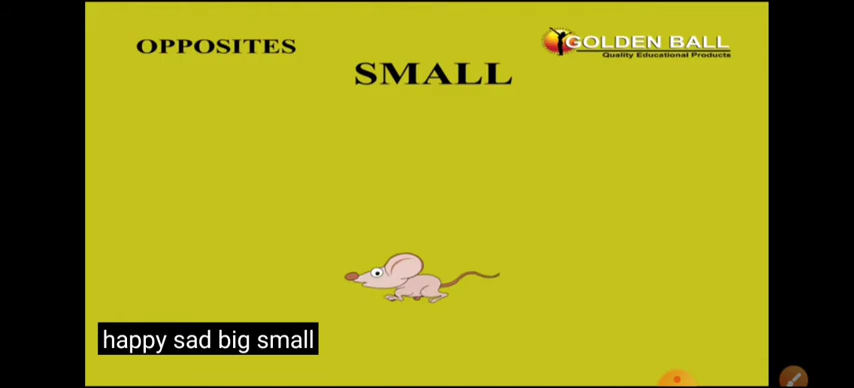 OPPOSITES
GOLDEN BALL
Quality Educational Products
SMALL
happy sad big small